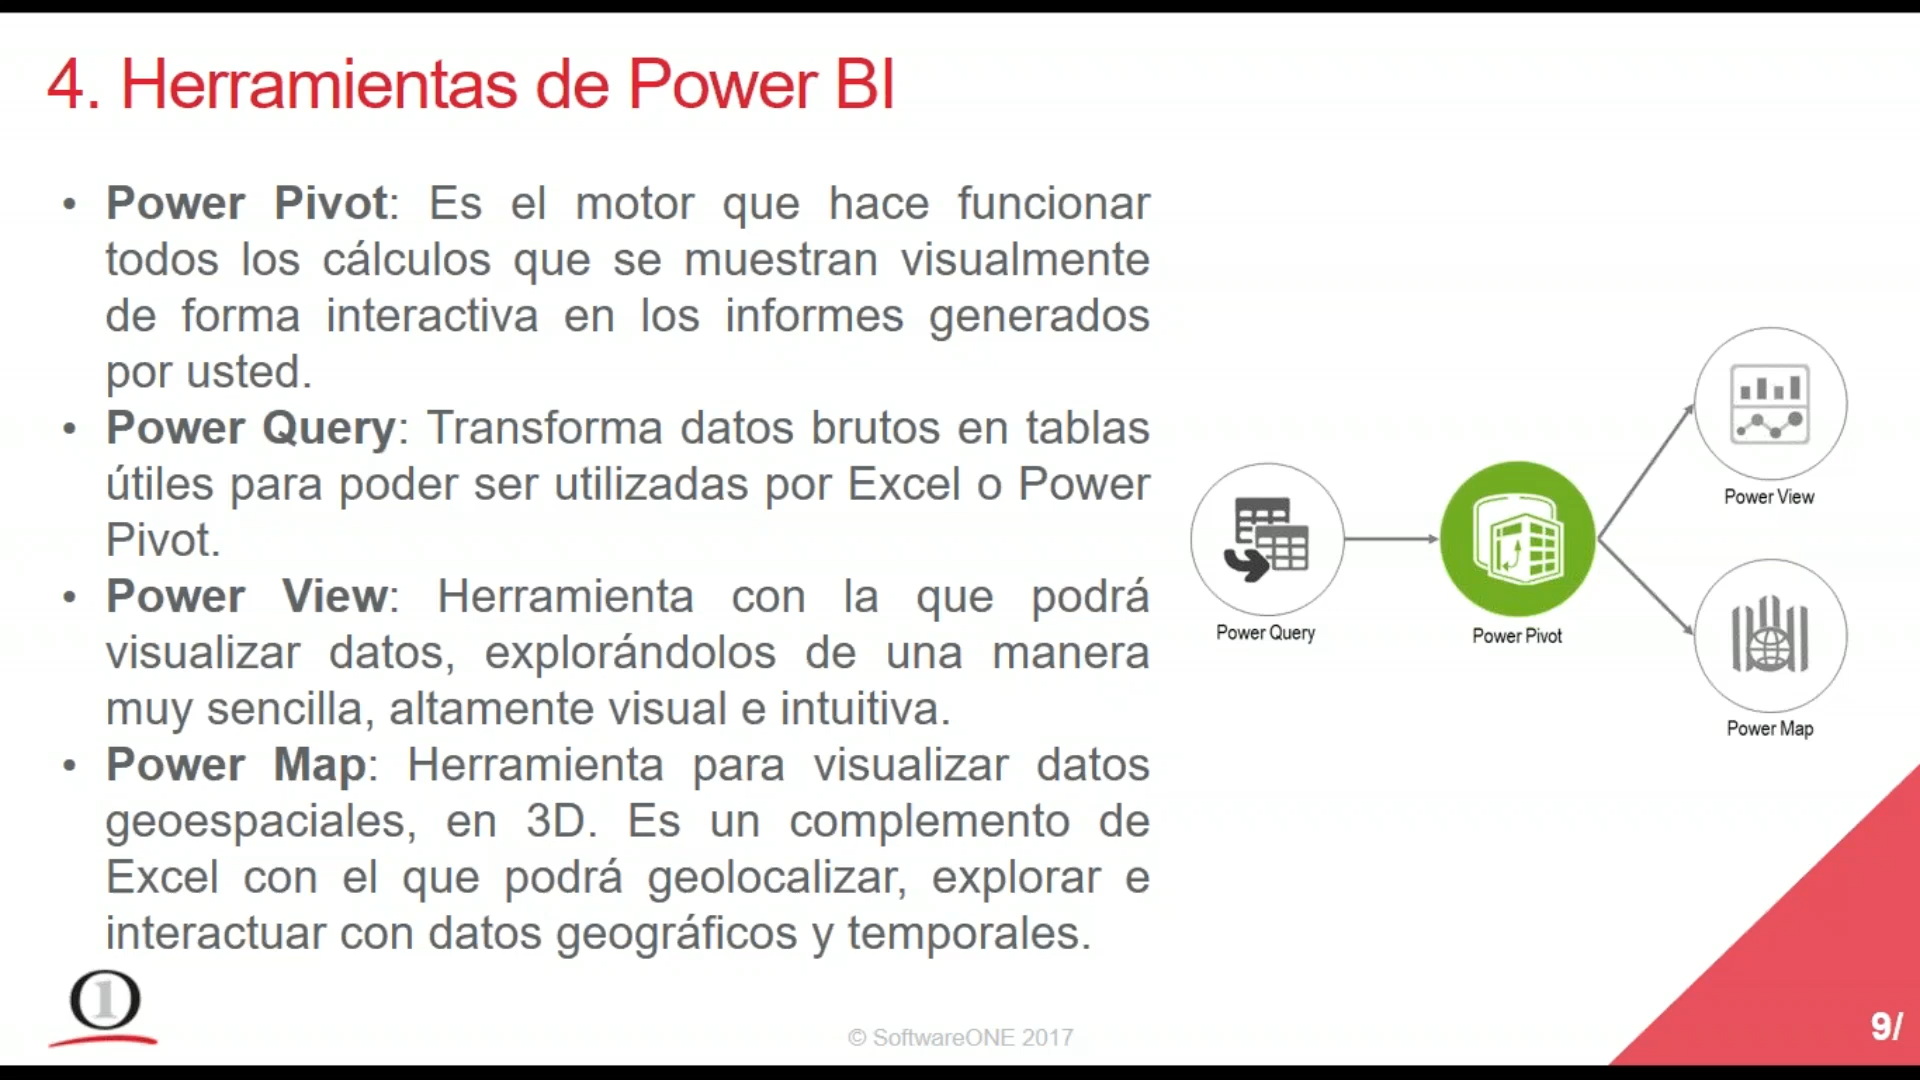 4. Herramientas de Power BI
• Power Pivot: Es el motor que hace funcionar
todos los cálculos que se muestran visualmente
de forma interactiva en los informes generados
por usted.
• Power Query: Transforma datos brutos en tablas
útiles para poder ser utilizadas por Excel o Power
Pivot.
• Power View: Herramienta con la que podrá
visualizar datos, explorándolos de una manera
muy sencilla, altamente visual e intuitiva.
• Power Map: Herramienta para visualizar datos
geoespaciales, en 3D. Es un complemento de
Excel con el que podrá geolocalizar, explorar e
interactuar con datos geográficos y temporales.
Power Query
Power Pivot
Power View
Power Map
1
© SoftwareONE 2017
9/